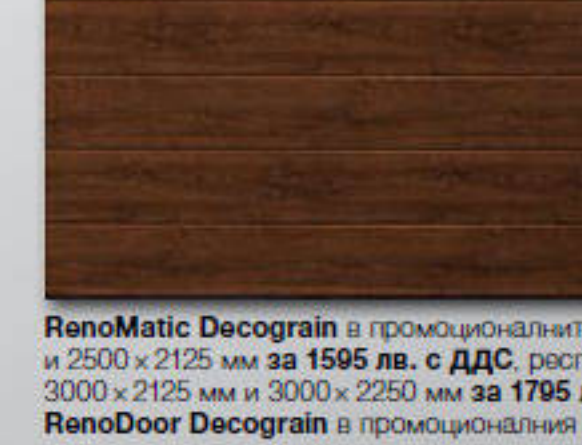 RenoMatic Decograin в промоционалнит
и 2500 x 2125 мм за 1595 лв. с ДДС, респ
3000 x 2125 мм и 3000 x 2250 мм за 1795
RenoDoor Decograin в промоционалния